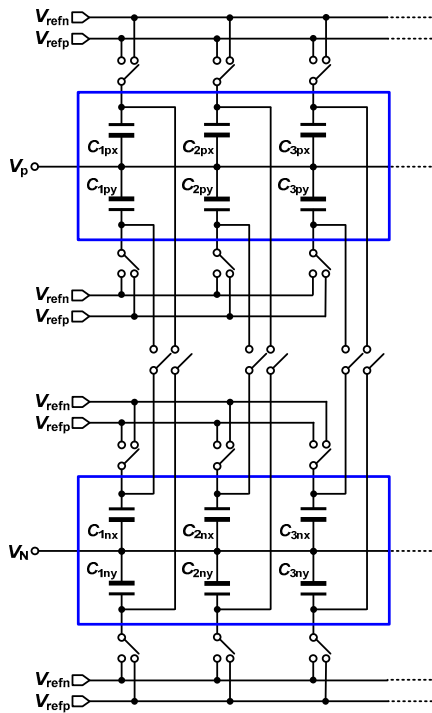 Vrefn
Vrefp
C1px C2px C3px
Vp
C1py C2py C3py
Vrefn
Vrefp
Vrefn
Vrefp
C1nx C2nx C3nx
VN
C1ny C2ny C3ny
Vrefn
Vrefp